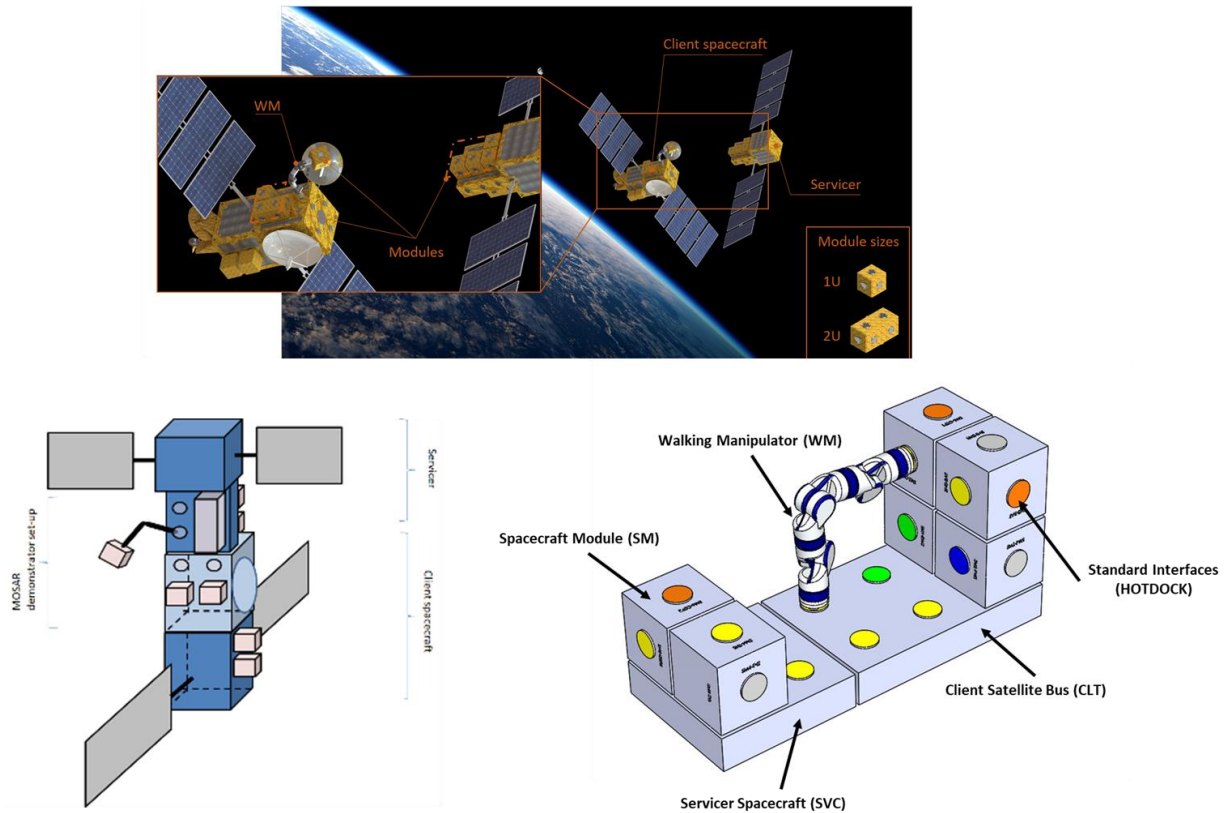 Client spacecraft
WM
Servicer
Modules
Module sizes
1U
2U
Servicer
MOSAR
demonstrator set-up
Client spacecraft
Walking Manipulator (WM)
Spacecraft Module (SM)
Standard Interfaces
(HOTDOCK)
Client Satellite Bus (CLT)
Servicer Spacecraft (SVC)